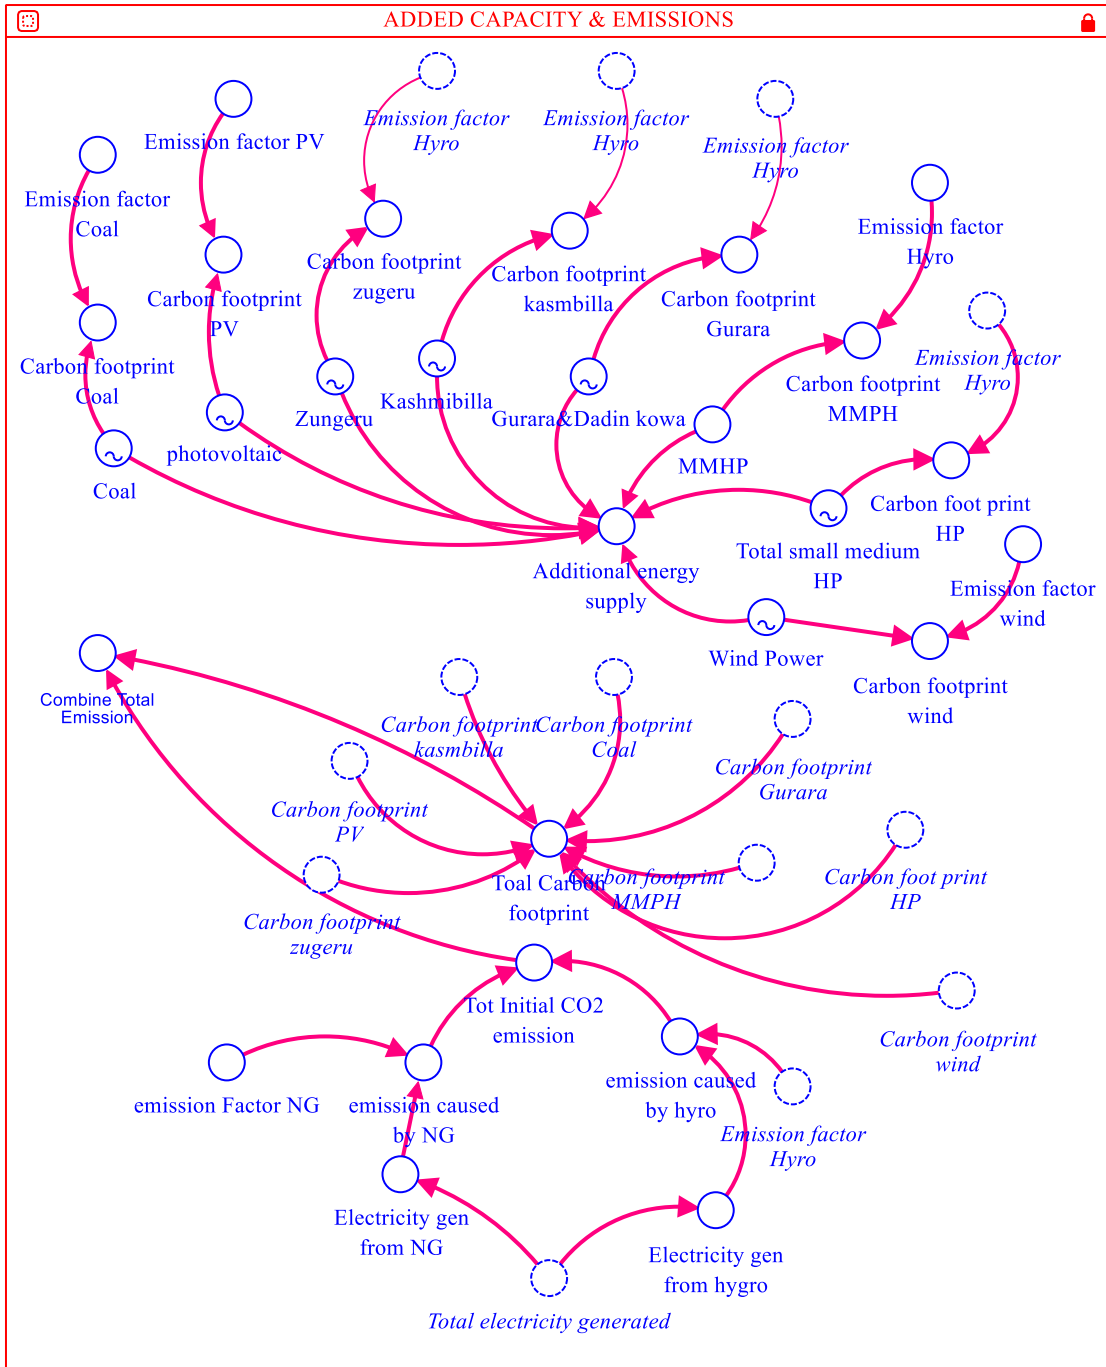 ADDED CAPACITY & EMISSIONS
Emission factor
Hyro
Emission factor
Hyro
Emission factor PV
Emission factor
Hyro
Emission factor
Coal
Emission factor
Hyro
Carbon footprint
zugeru
Carbon footprint
kasmbilla
Carbon footprint
PV
Carbon footprint
Gurara
Emission factor
Hyro
Carbon footprint
Coal
Carbon footprint
MMPH
Zungeru
Kashmibilla
Gurara&Dadin kowa
photovoltaic
MMHP
Coal
Carbon foot print
HP
Total small medium
HP
Additional energy
supply
Emission factor
wind
Wind Power
Carbon footprint
wind
Combine Total
Emission
Carbon footprint
kasmbilla
Carbon footprint
Coal
Carbon footprint
Gurara
Carbon footprint
PV
Toal Carbon
footprint
Carbon footprint
MMPH
Carbon foot print
HP
Carbon footprint
zugeru
Tot Initial CO2
emission
Carbon footprint
wind
emission Factor NG
emission caused
by NG
emission caused
by hyro
Emission factor
Hyro
Electricity gen
from NG
Electricity gen
from hygro
Total electricity generated